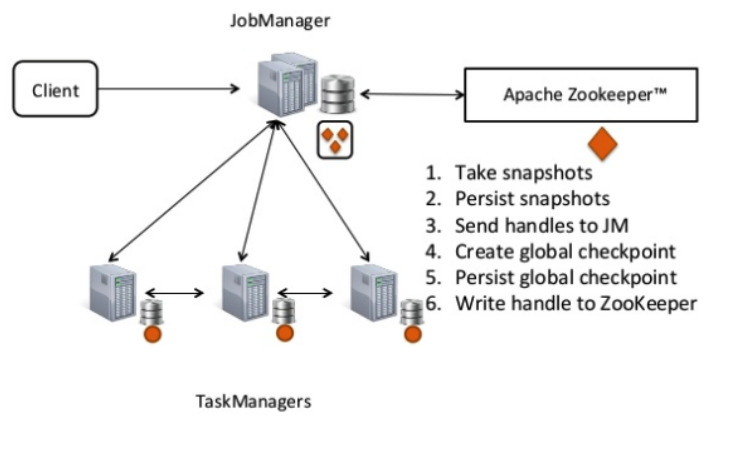 JobManager
Client
Apache Zookeeper™
1. Take snapshots
2. Persist snapshots
3. Send handles to JM
4. Create global checkpoint
5. Persist global checkpoint
6. Write handle to ZooKeeper
TaskManagers